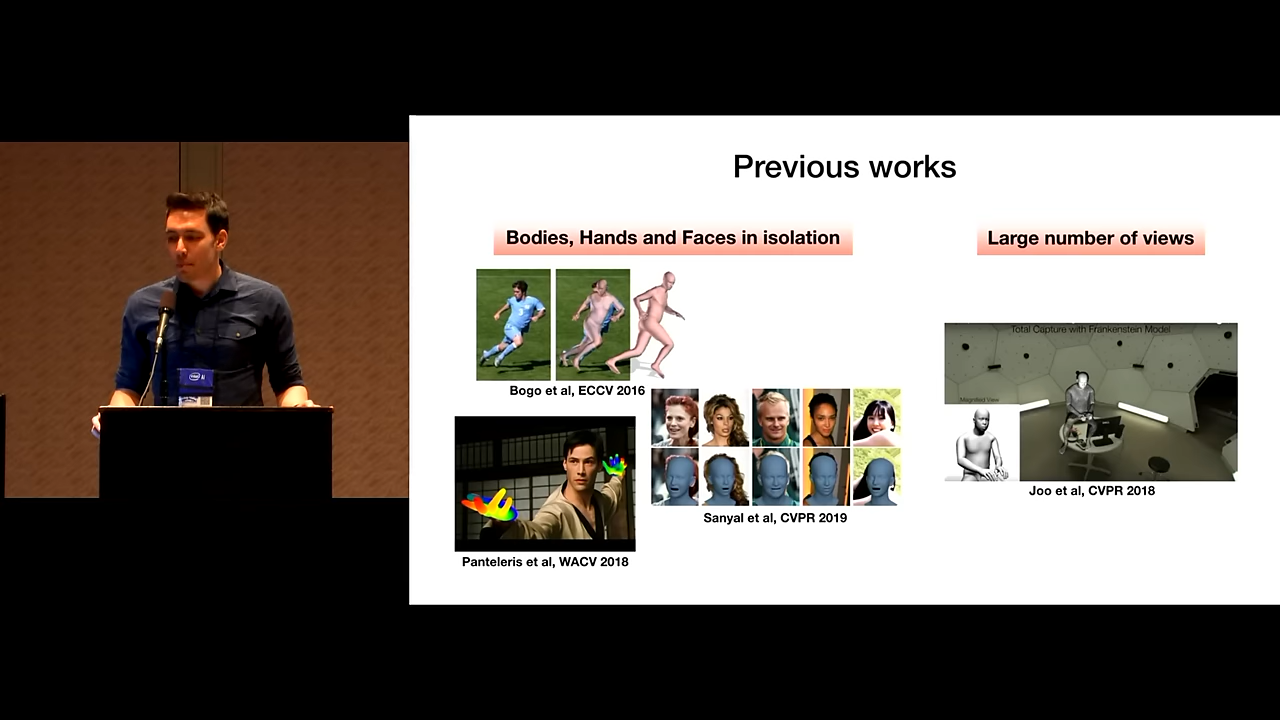 Previous works
Bodies, Hands and Faces in isolation
Large number of views
Total Capture with Frankenstein Model
Magnified View
Bogo et al, ECCV 2016
Joo et al, CVPR 2018
Sanyal et al, CVPR 2019
Panteleris et al, WACV 2018
intel AI